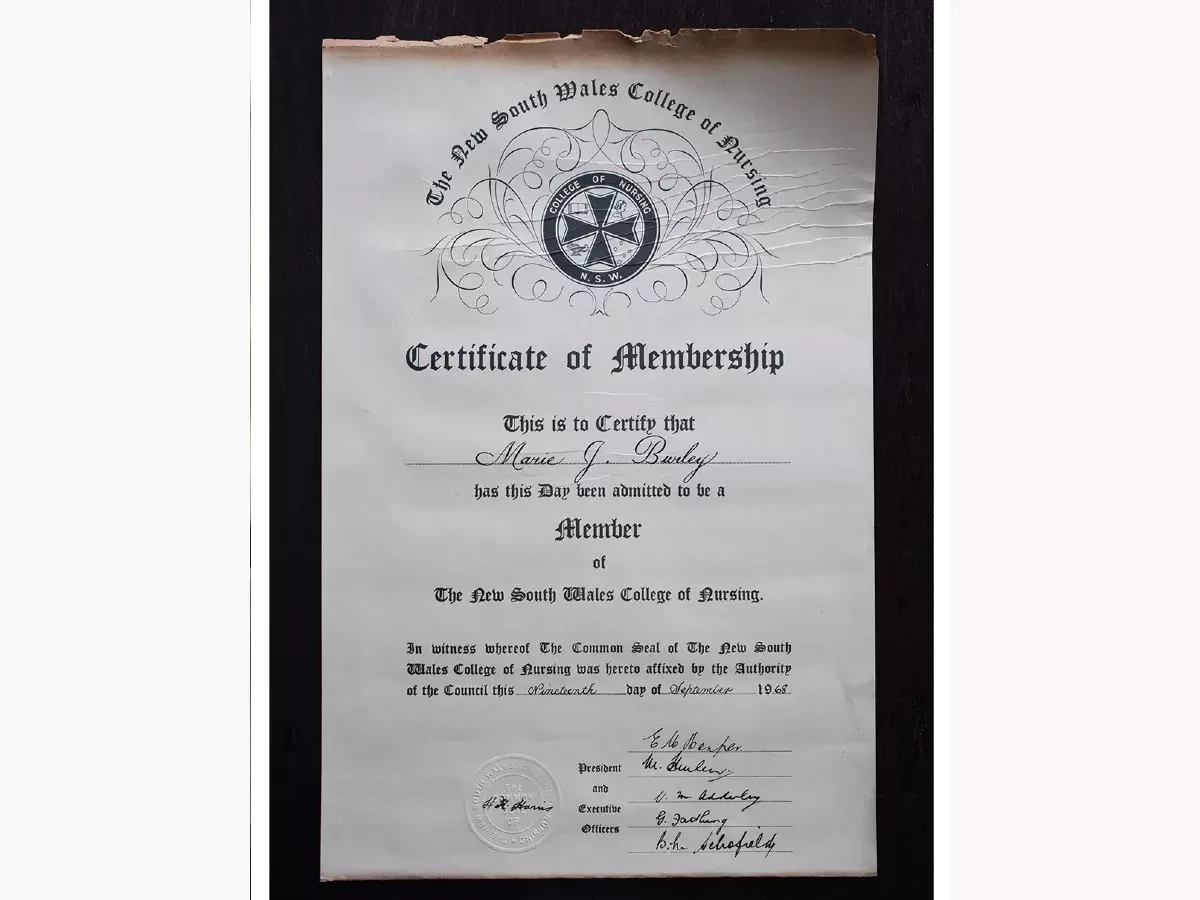 The New South Wales College of Nursing
COLLEGE OF NURSING
N. S. W.
Certificate of Membership
This is to Certify that
Marie J. Burley
has this Day been admitted to be a
Member
of
The New South Wales College of Nursing.
In witness whereof The Common Seal of The New South
Wales College of Nursing was hereto affixed by the Authority
of the Council this Nineteenth day of September 1968
President
and
Executive
Officers
V. M. Adderley
Schofield
Harris